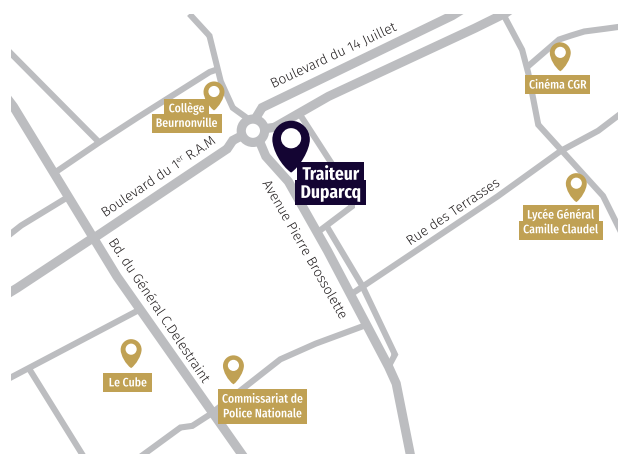 Boulevard du 14 Juillet
Cinéma CGR
Collège
Beurnonville
Traiteur
Duparcq
Boulevard du 1er R.A.M
Avenue Pierre Brossolette
Rue des Terrasses
Lycée Général
Camille Claudel
Bd. du Général C.Delestraint
Le Cube
Commissariat de
Police Nationale